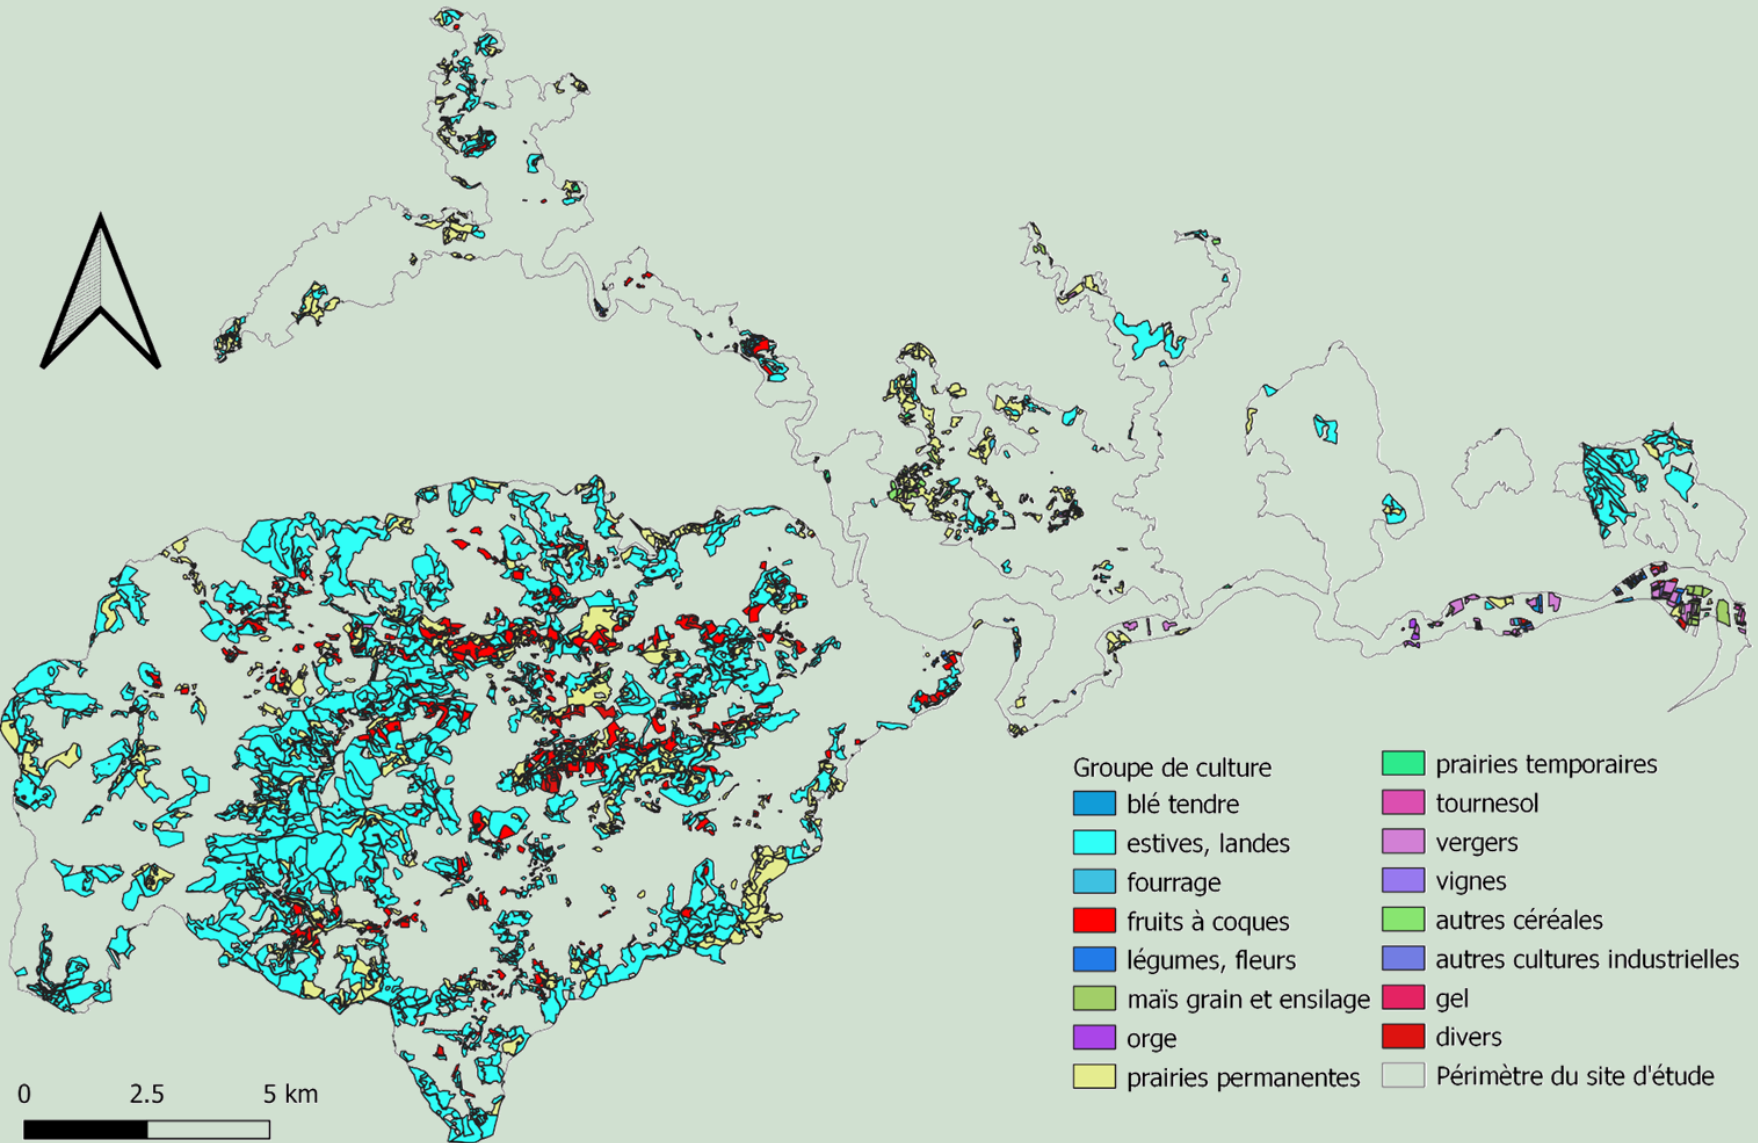 Groupe de culture
blé tendre
estives, landes
fourrage
fruits à coques
légumes, fleurs
maïs grain et ensilage
orge
prairies permanentes
prairies temporaires
tournesol
vergers
vignes
autres céréales
autres cultures industrielles
gel
divers
Périmètre du site d'étude
0 2.5 5 km